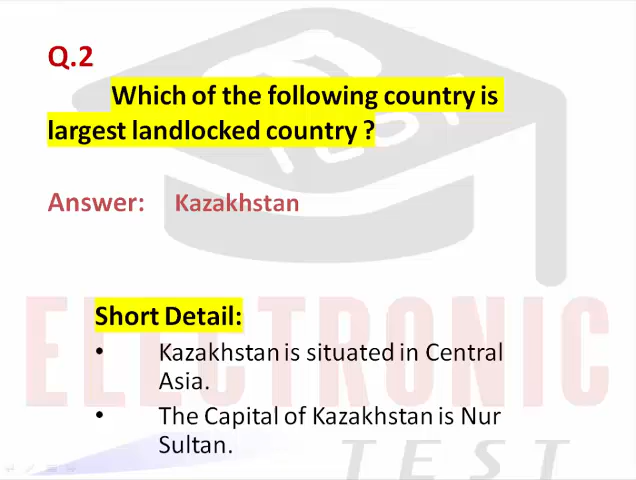 Q.2
Which of the following country is
largest landlocked country ?
Answer: Kazakhstan
Short Detail:
• Kazakhstan is situated in Central
Asia.
• The Capital of Kazakhstan is Nur
Sultan.
TEST
ELECTRONIC
TEST